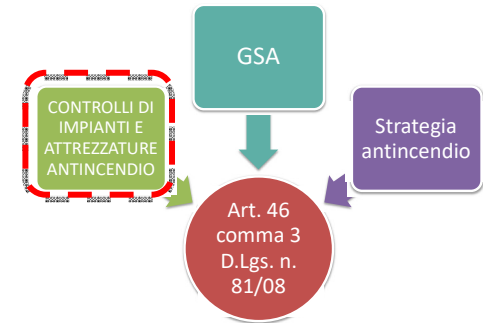 GSA
CONTROLLI DI
IMPIANTI E
ATTREZZATURE
ANTINCENDIO
Strategia
antincendio
Art. 46
comma 3
D.Lgs. n.
81/08